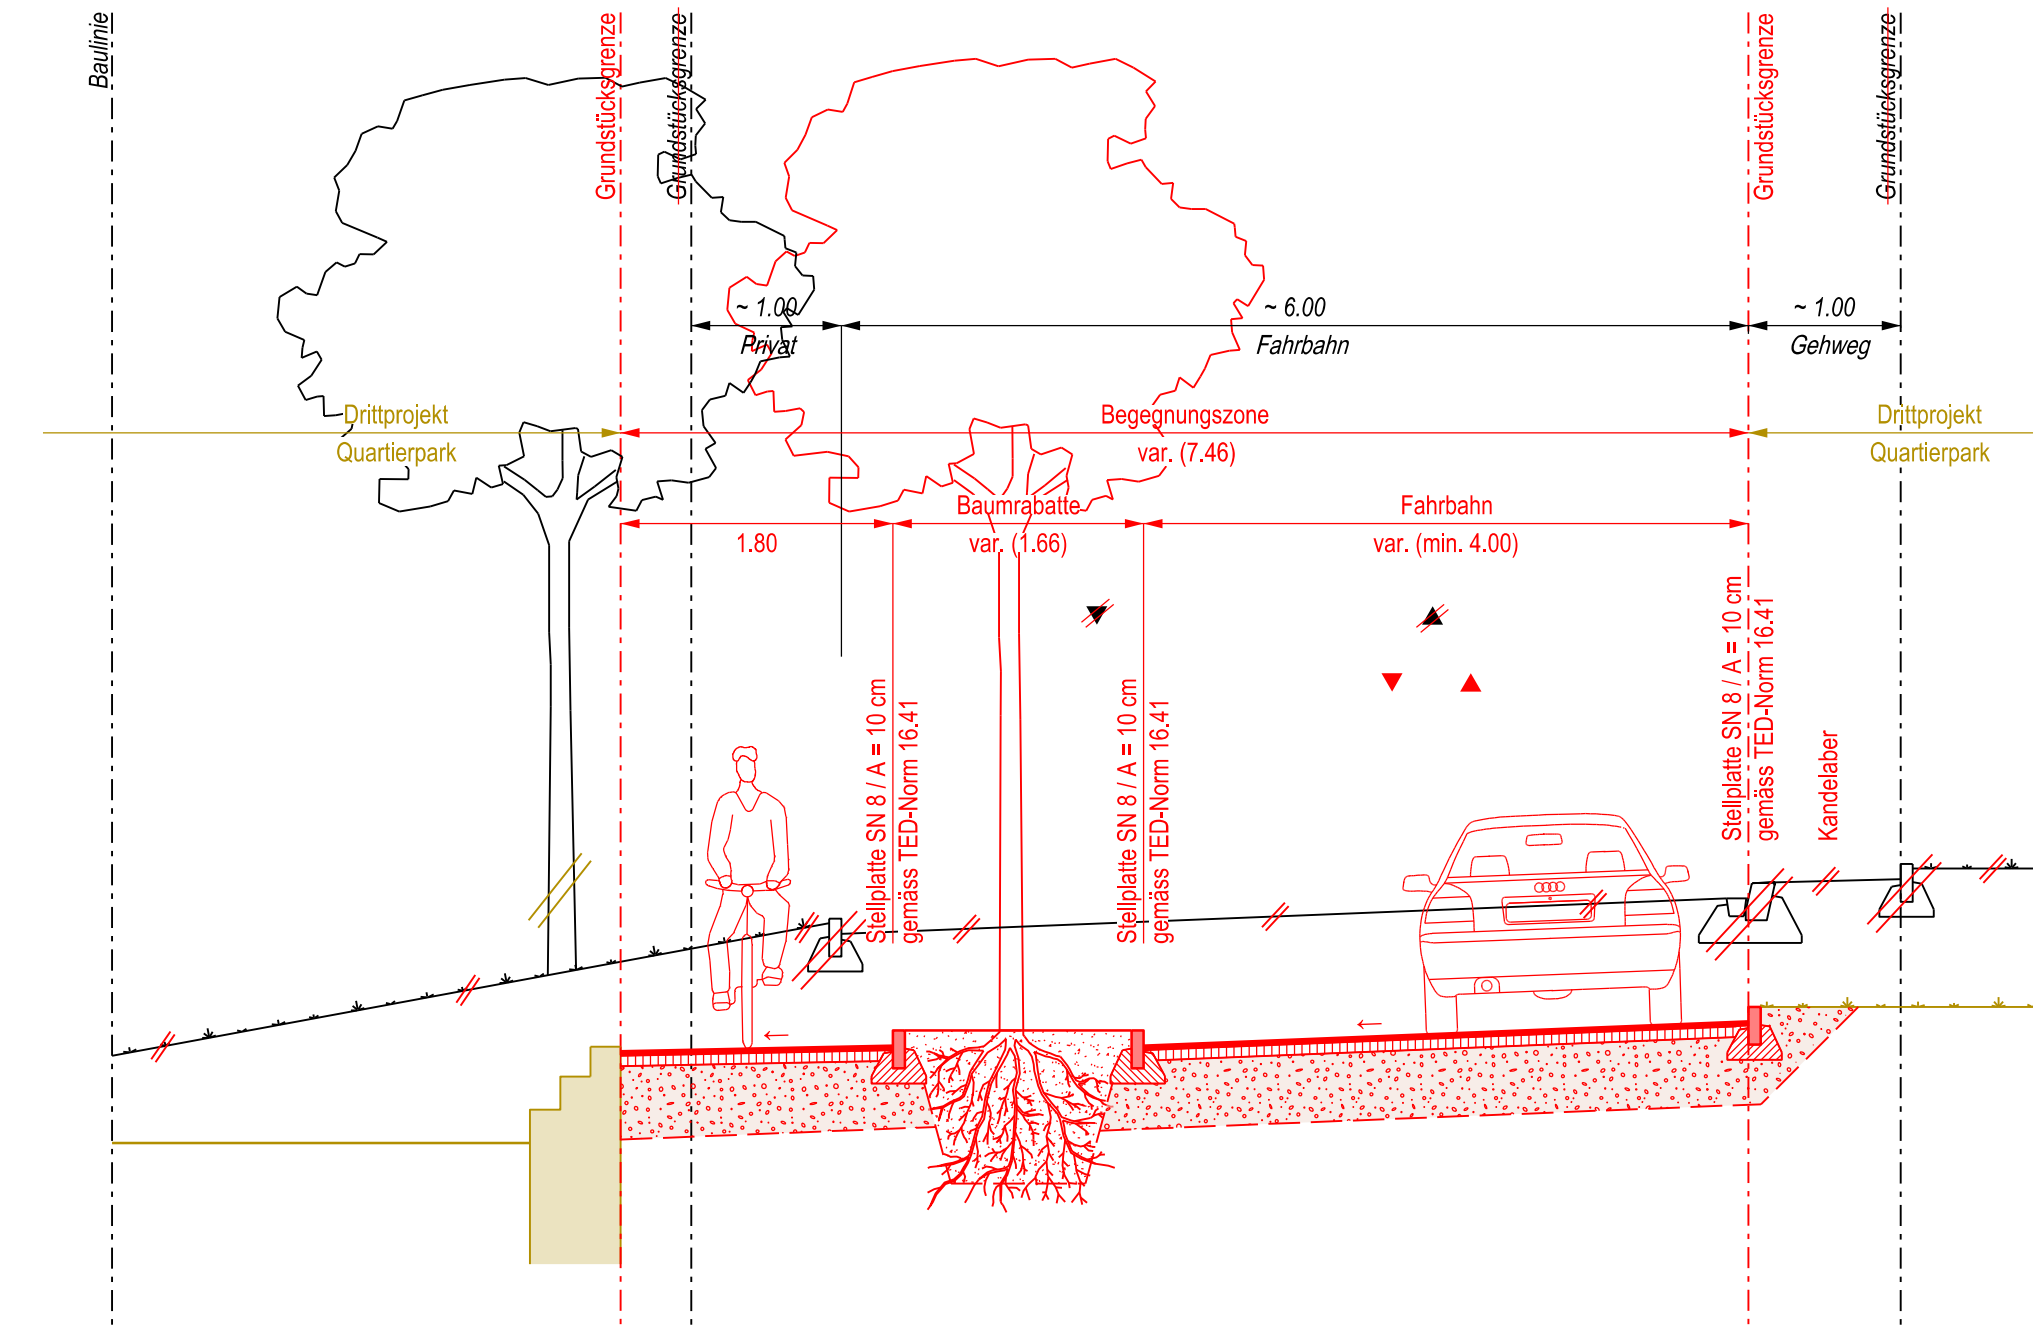 Baulinie
Grundstücksgrenze
Grundstücksgrenze
Grundstücksgrenze
Grundstücksgrenze
~ 1.00
Privat
~ 6.00
Fahrbahn
~ 1.00
Gehweg
Drittprojekt
Quartierpark
Begegnungszone
var. (7.46)
Drittprojekt
Quartierpark
1.80
Baumrabatte
var. (1.66)
Fahrbahn
var. (min. 4.00)
Stellplatte SN 8 / A = 10 cm
gemäss TED-Norm 16.41
Stellplatte SN 8 / A = 10 cm
gemäss TED-Norm 16.41
Stellplatte SN 8 / A = 10 cm
gemäss TED-Norm 16.41
Kandelaber